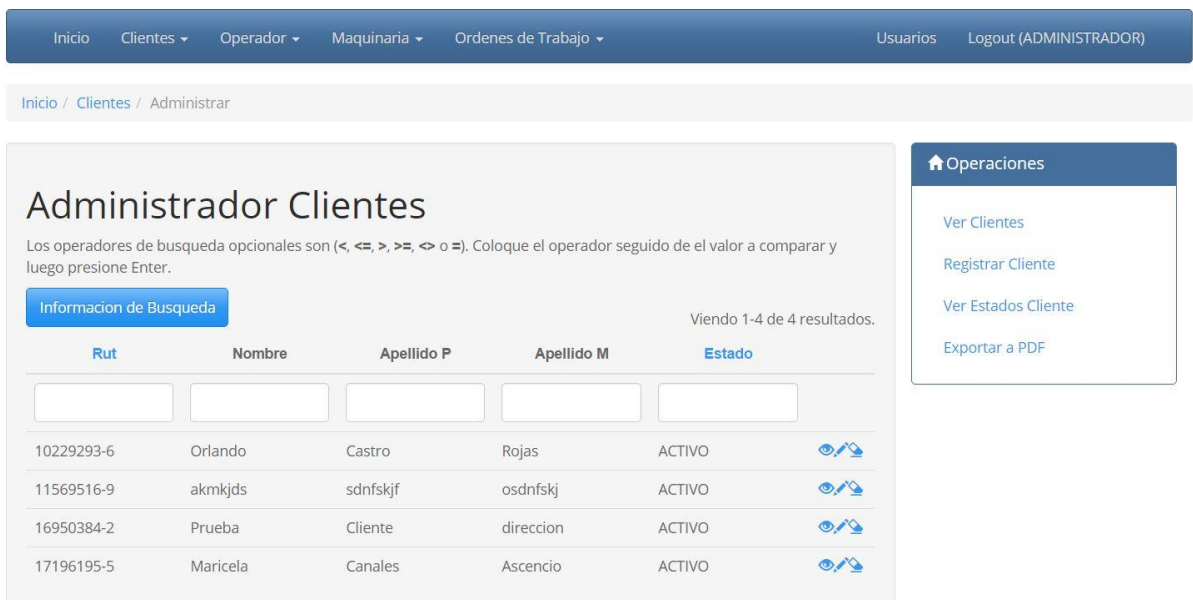 Inicio Clientes Operador Maquinaria Ordenes de Trabajo Usuarios Logout (ADMINISTRADOR)
Inicio / Clientes / Administrar
Administrador Clientes
Los operadores de busqueda opcionales son (<, <=, >, >=, <> o =). Coloque el operador seguido de el valor a comparar y
luego presione Enter.
Informacion de Busqueda
Viendo 1-4 de 4 resultados.
Rut Nombre Apellido P Apellido M Estado
10229293-6 Orlando Castro Rojas ACTIVO
11569516-9 akmkjds sdnfskjf osdnfskj ACTIVO
16950384-2 Prueba Cliente direccion ACTIVO
17196195-5 Maricela Canales Ascencio ACTIVO
Operaciones
Ver Clientes
Registrar Cliente
Ver Estados Cliente
Exportar a PDF